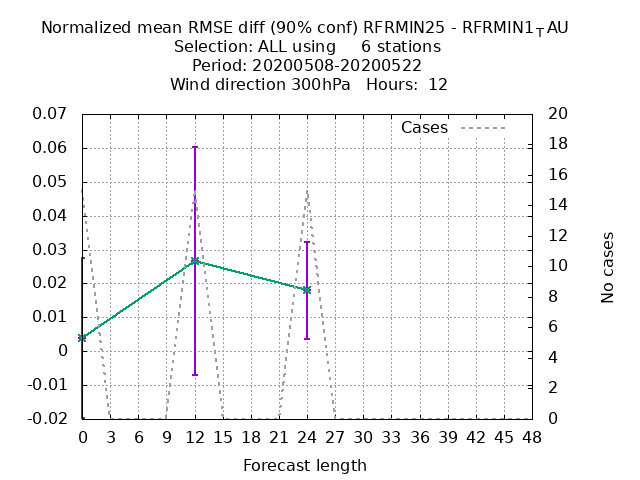 Normalized mean RMSE diff (90% conf) RFRMIN25 - RFRMIN1_TAU
Selection: ALL using 6 stations
Period: 20200508-20200522
Wind direction 300hPa Hours: 12
Cases
0.07
0.06
0.05
0.04
0.03
0.02
0.01
0
-0.01
-0.02
20
18
16
14
12
10
8
6
4
2
0
No cases
0 3 6 9 12 15 18 21 24 27 30 33 36 39 42 45 48
Forecast length